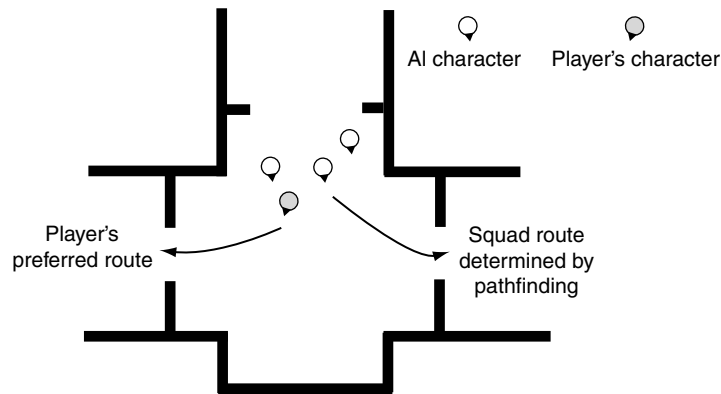 AI character
Player's character
Player's
preferred route
Squad route
determined by
pathfinding